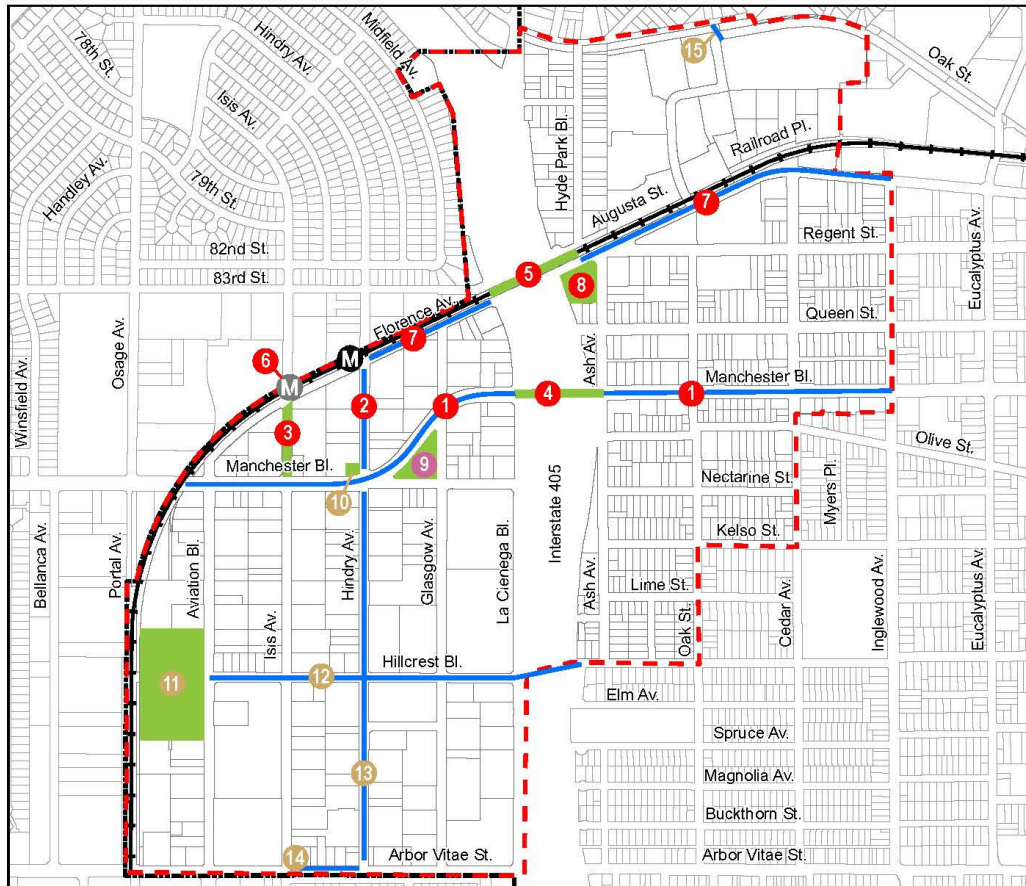 78th St.
Hindry Av.
Midfield Av.
15
Oak St.
Isis Av.
Hyde Park Bl.
Railroad Pl.
Handley Av.
79th St.
Augusta St.
7
82nd St.
Regent St.
Eucalyptus Av.
83rd St.
5
8
Osage Av.
Florence Av.
Queen St.
7
6
M
M
Ash Av.
Manchester Bl.
Winsfield Av.
2
1
4
1
3
Olive St.
Manchester Bl.
9
Nectarine St.
Myers Pl.
10
Kelso St.
Bellanca Av.
Portal Av.
Aviation Bl.
Hindry Av.
Glasgow Av.
La Cienega Bl.
Interstate 405
Ash Av.
Lime St.
Isis Av.
Oak St.
Cedar Av.
Inglewood Av.
Eucalyptus Av.
Hillcrest Bl.
11
12
Elm Av.
Spruce Av.
13
Magnolia Av.
Buckthorn St.
14
Arbor Vitae St.
Arbor Vitae St.